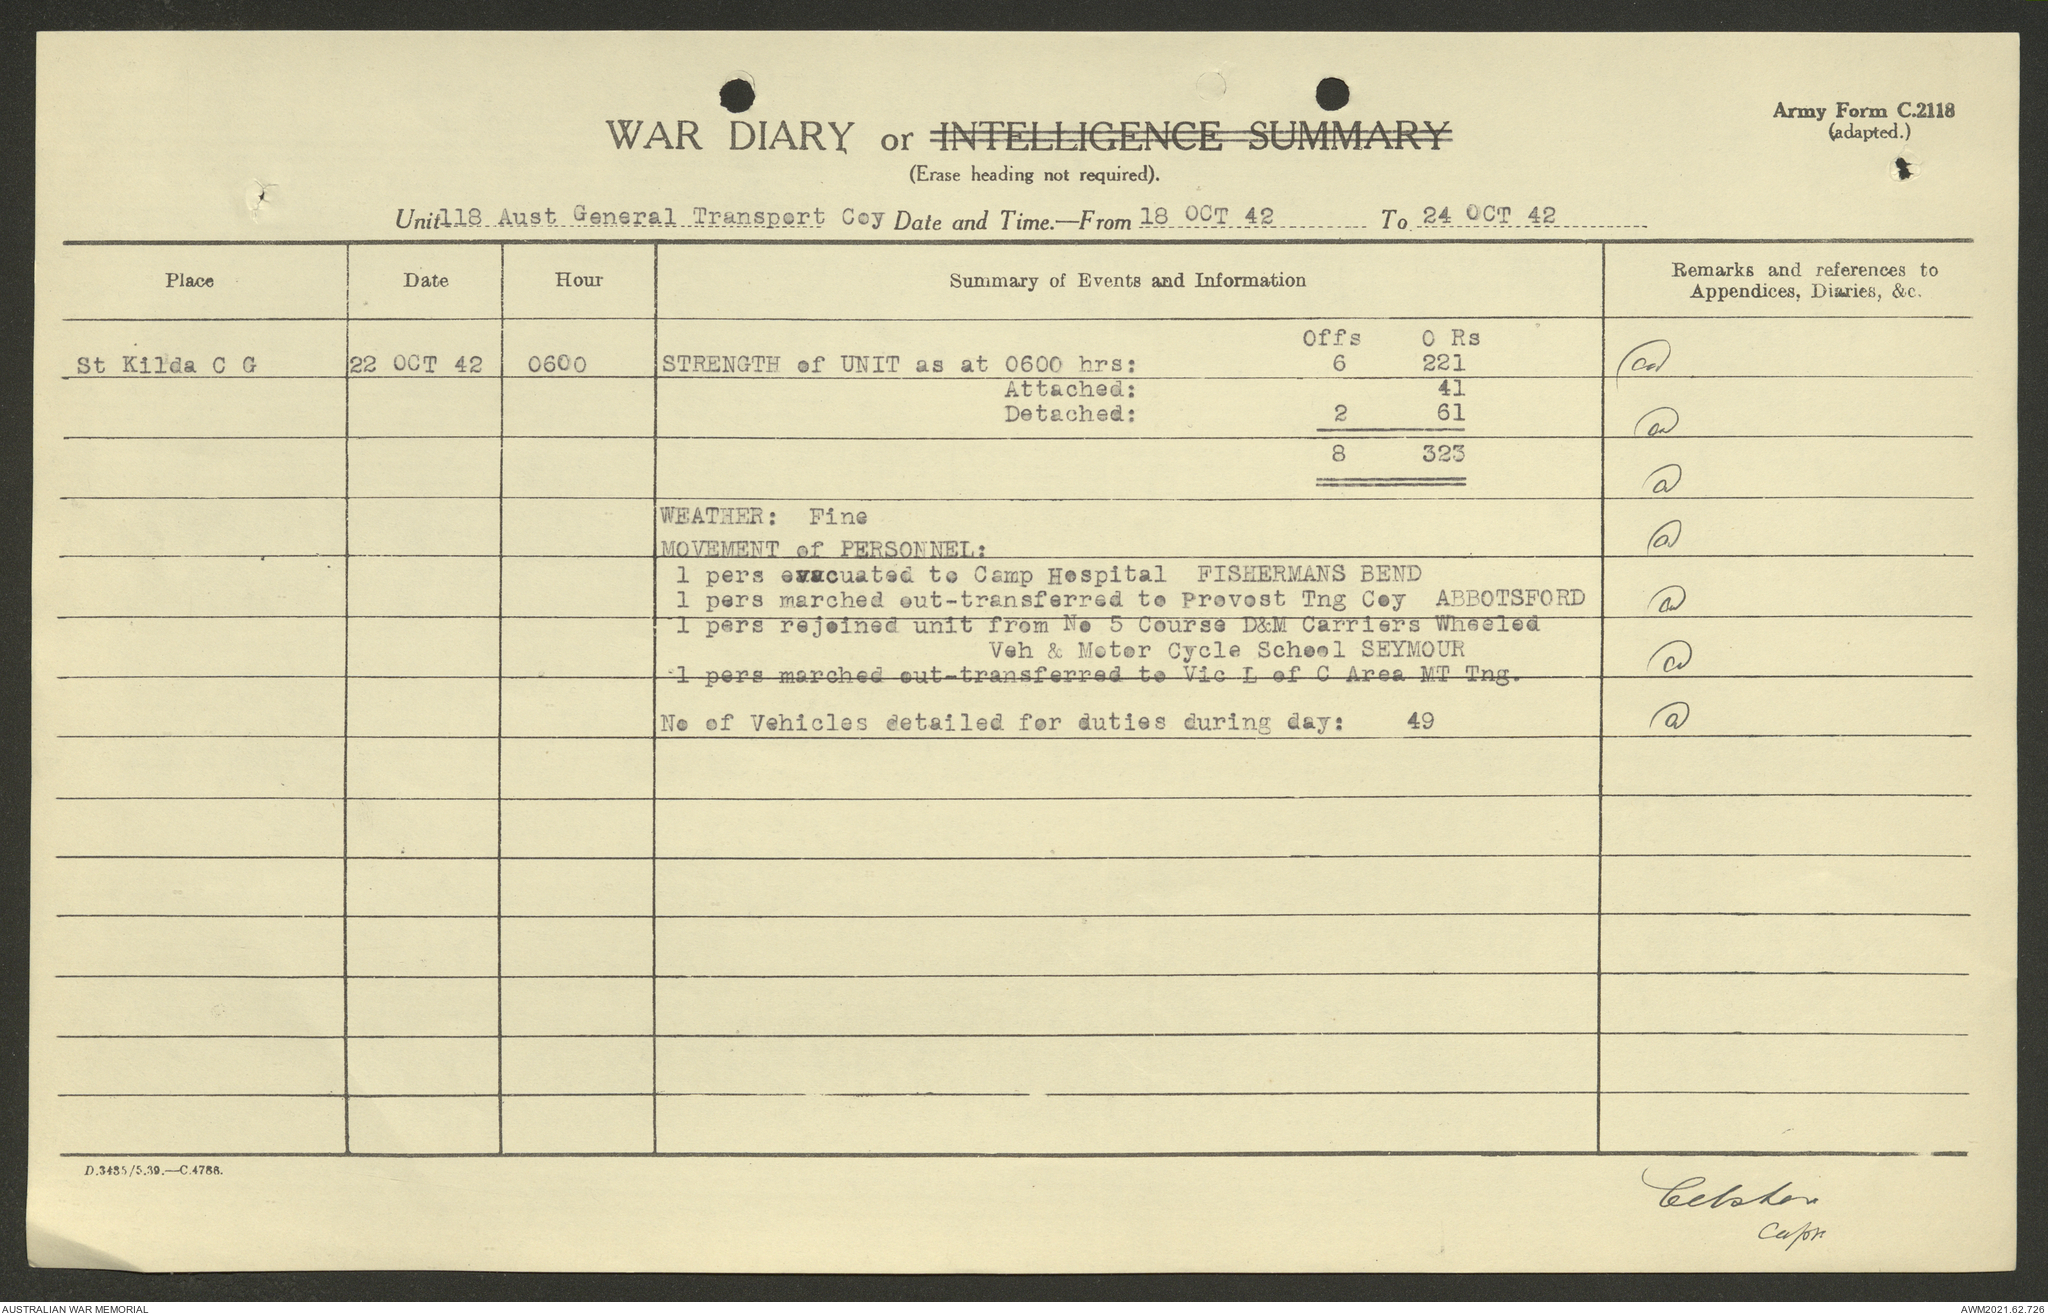 Army Form C.2118
(adapted.)
WAR DIARY or INTELLIGENCE SUMMARY
(Erase heading not required).
Unit 118 Aust General Transport Coy Date and Time.—From 18 OCT 42 To 24 OCT 42
Place Date Hour Summary of Events and Information Remarks and references to Appendices, Diaries, &c.
Offs O Rs
St Kilda C G 22 OCT 42 0600 STRENGTH of UNIT as at 0600 hrs: 6 221
Attached: 41
Detached: 2 61
8 323
WEATHER: Fine
MOVEMENT of PERSONNEL:
1 pers evacuated to Camp Hospital FISHERMANS BEND
1 pers marched out-transferred to Provost Tng Coy ABBOTSFORD
1 pers rejoined unit from No 5 Course D&M Carriers Wheeled
Veh & Motor Cycle School SEYMOUR
1 pers marched out-transferred to Vic L of C Area MT Tng.
No of Vehicles detailed for duties during day: 49
D.3485/5.39.—C.4788.
Capt
AUSTRALIAN WAR MEMORIAL
AWM2021.62.726